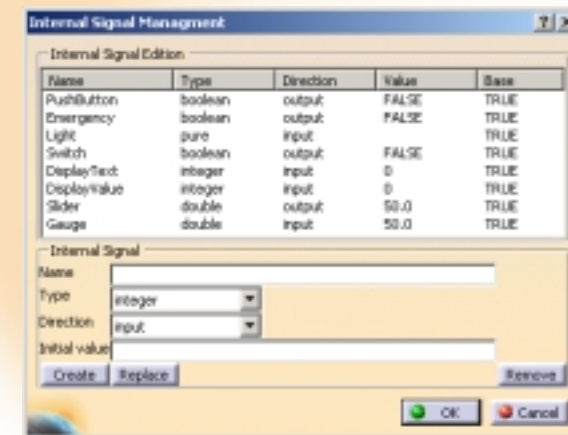 Internal Signal Managment
Internal Signal Edition
Name Type Direction Value Base
PushButton boolean output FALSE TRUE
Emergency boolean output FALSE TRUE
Light pure input TRUE
Switch boolean output FALSE TRUE
DisplayText integer input 0 TRUE
DisplayValue integer input 0 TRUE
Slider double output 50.0 TRUE
Gauge double input 50.0 TRUE
Internal Signal
Name
Type integer
Direction input
Initial value
Create Replace Remove
OK Cancel